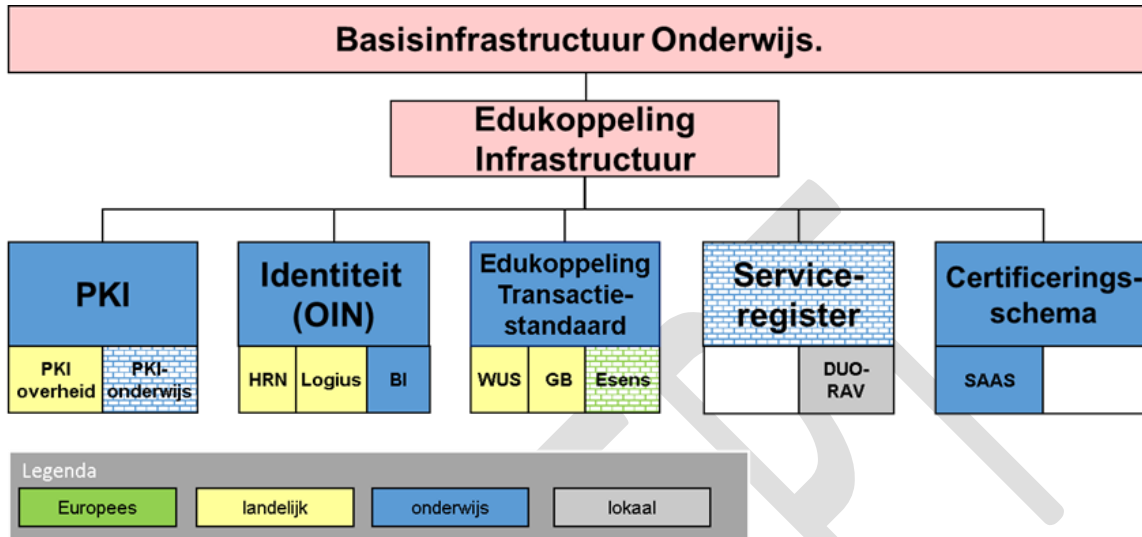 Basisinfrastructuur Onderwijs.
Edukoppeling
Infrastructuur
PKI
Identiteit
(OIN)
Edukoppeling
Transactie-
standaard
Service-
register
Certificerings-
schema
PKI
overheid
PKI-
onderwijs
HRN
Logius
BI
WUS
GB
Esens
DUO-
RAV
SAAS
Legenda
Europees
landelijk
onderwijs
lokaal